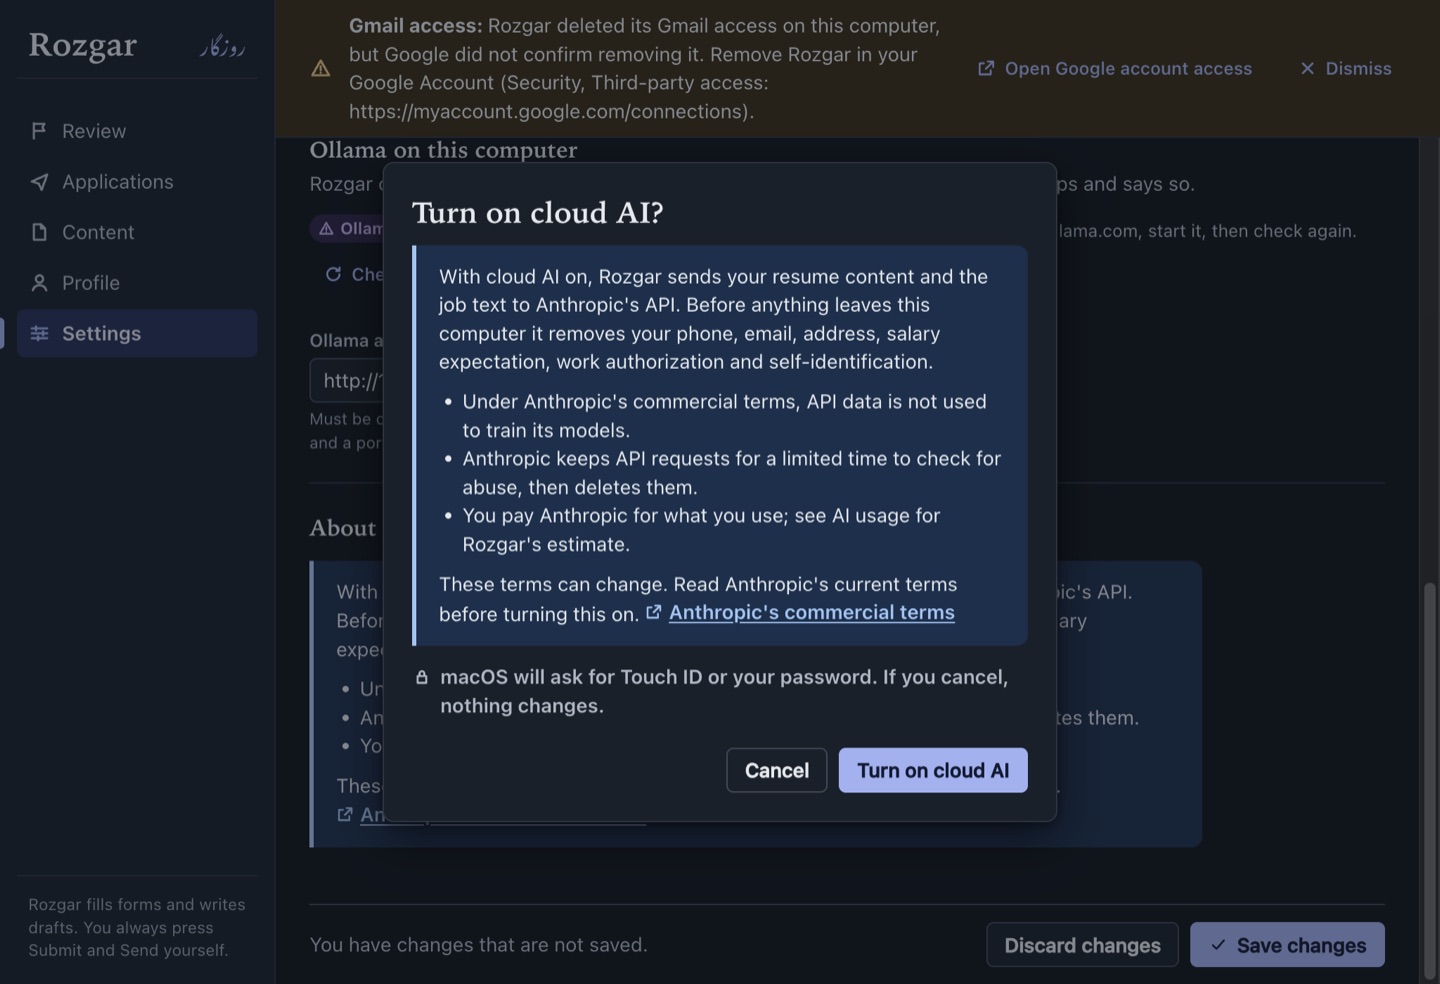 Rozgar
روزگار
Review
Applications
Content
Profile
Settings
Rozgar fills forms and writes
drafts. You always press
Submit and Send yourself.
Gmail access: Rozgar deleted its Gmail access on this computer,
but Google did not confirm removing it. Remove Rozgar in your
Google Account (Security, Third-party access:
https://myaccount.google.com/connections).
Open Google account access
Dismiss
Ollama on this computer
Rozgar
ps and says so.
Ollam
lama.com, start it, then check again.
Che
Ollama a
http://
Must be
and a por
About
With
ic's API.
Befor
ary
expe
Un
An
tes them.
Yo
Thes
An
Turn on cloud AI?
With cloud AI on, Rozgar sends your resume content and the
job text to Anthropic's API. Before anything leaves this
computer it removes your phone, email, address, salary
expectation, work authorization and self-identification.
• Under Anthropic's commercial terms, API data is not used
to train its models.
• Anthropic keeps API requests for a limited time to check for
abuse, then deletes them.
• You pay Anthropic for what you use; see AI usage for
Rozgar's estimate.
These terms can change. Read Anthropic's current terms
before turning this on. Anthropic's commercial terms
macOS will ask for Touch ID or your password. If you cancel,
nothing changes.
Cancel
Turn on cloud AI
You have changes that are not saved.
Discard changes
Save changes